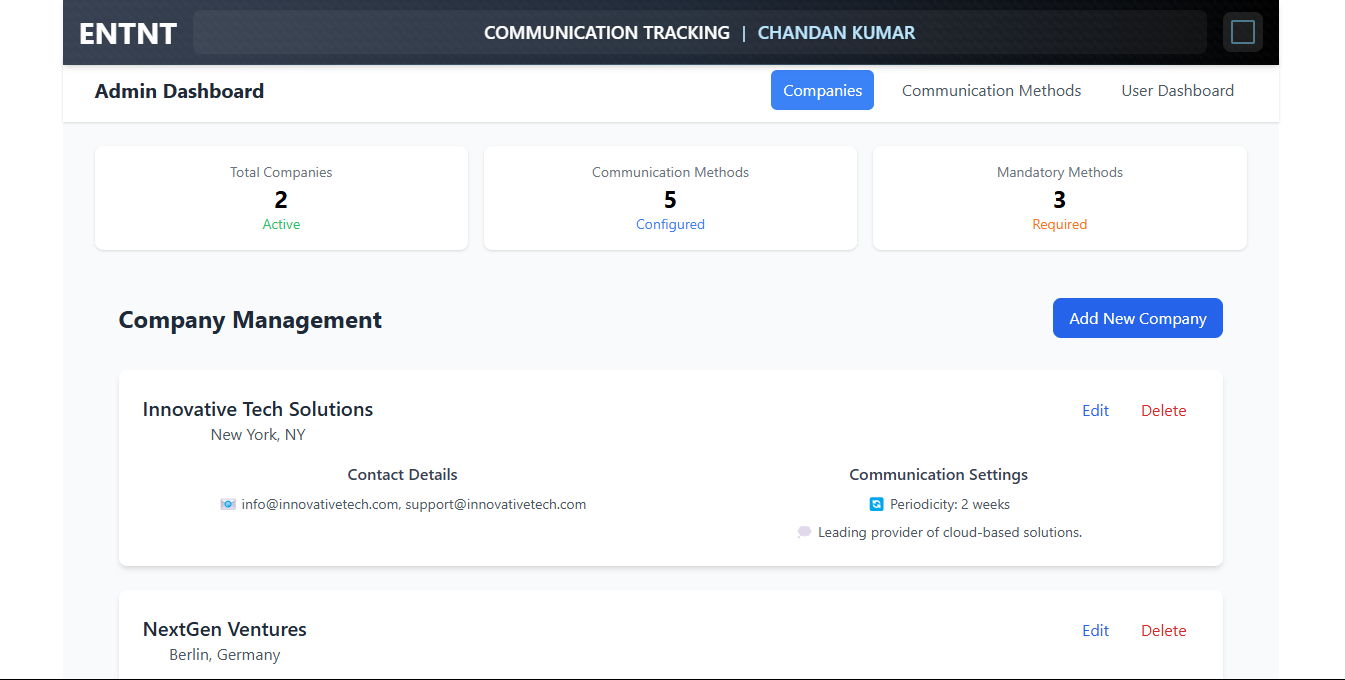 ENTNT COMMUNICATION TRACKING | CHANDAN KUMAR
Admin Dashboard Companies Communication Methods User Dashboard
Total Companies Communication Methods Mandatory Methods
2 5 3
Active Configured Required
Company Management Add New Company
Innovative Tech Solutions Edit Delete
New York, NY
Contact Details Communication Settings
📧 info@innovativetech.com, support@innovativetech.com 🔄 Periodicity: 2 weeks
💭 Leading provider of cloud-based solutions.
NextGen Ventures Edit Delete
Berlin, Germany